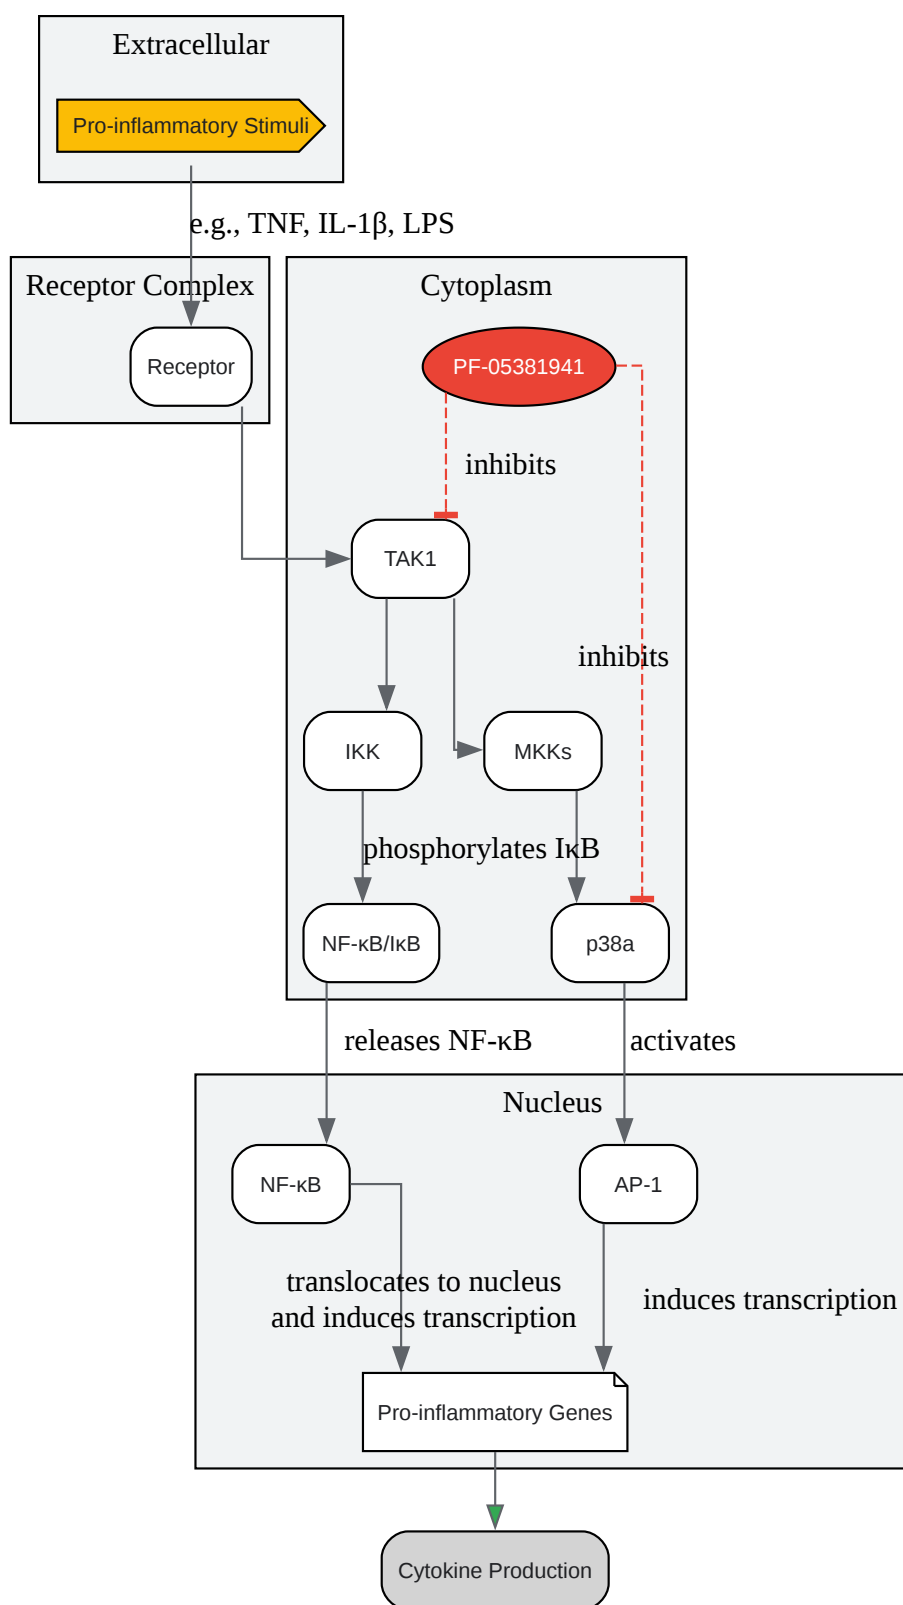 Extracellular
Pro-inflammatory Stimuli
e.g., TNF, IL-1β, LPS
Receptor Complex
Receptor
Cytoplasm
PF-05381941
inhibits
TAK1
inhibits
IKK
MKKs
phosphorylates IκB
NF-κB/IκB
p38a
releases NF-κB
activates
Nucleus
NF-κB
AP-1
translocates to nucleus
and induces transcription
induces transcription
Pro-inflammatory Genes
Cytokine Production